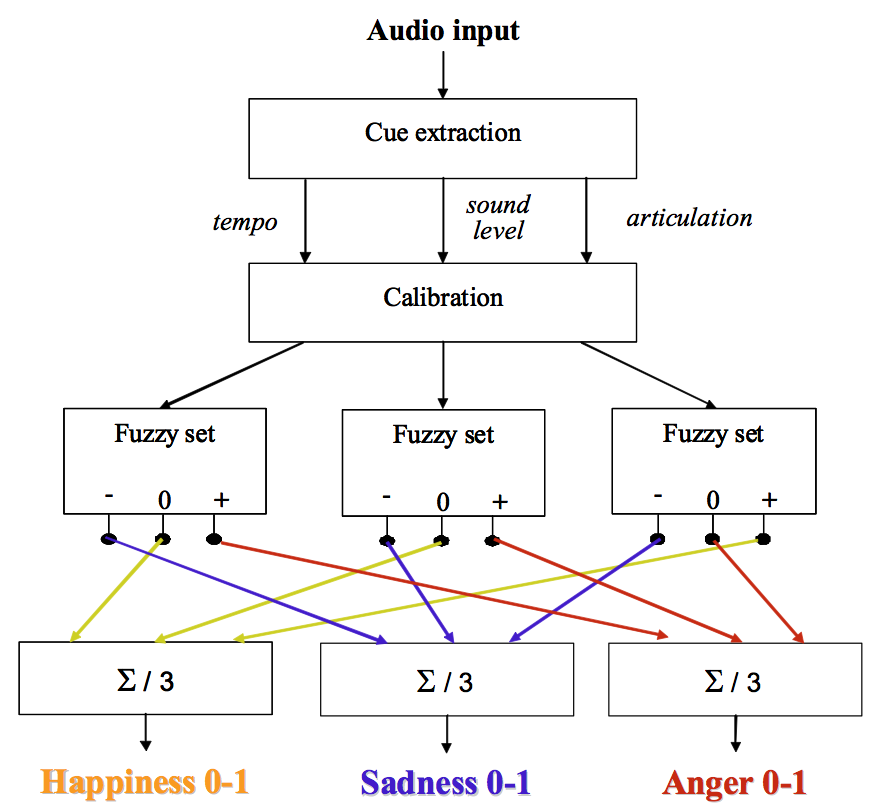 Audio input
Cue extraction
tempo
sound
level
articulation
Calibration
Fuzzy set
- 0 +
Fuzzy set
- 0 +
Fuzzy set
- 0 +
Σ / 3
Σ / 3
Σ / 3
Happiness 0-1
Sadness 0-1
Anger 0-1